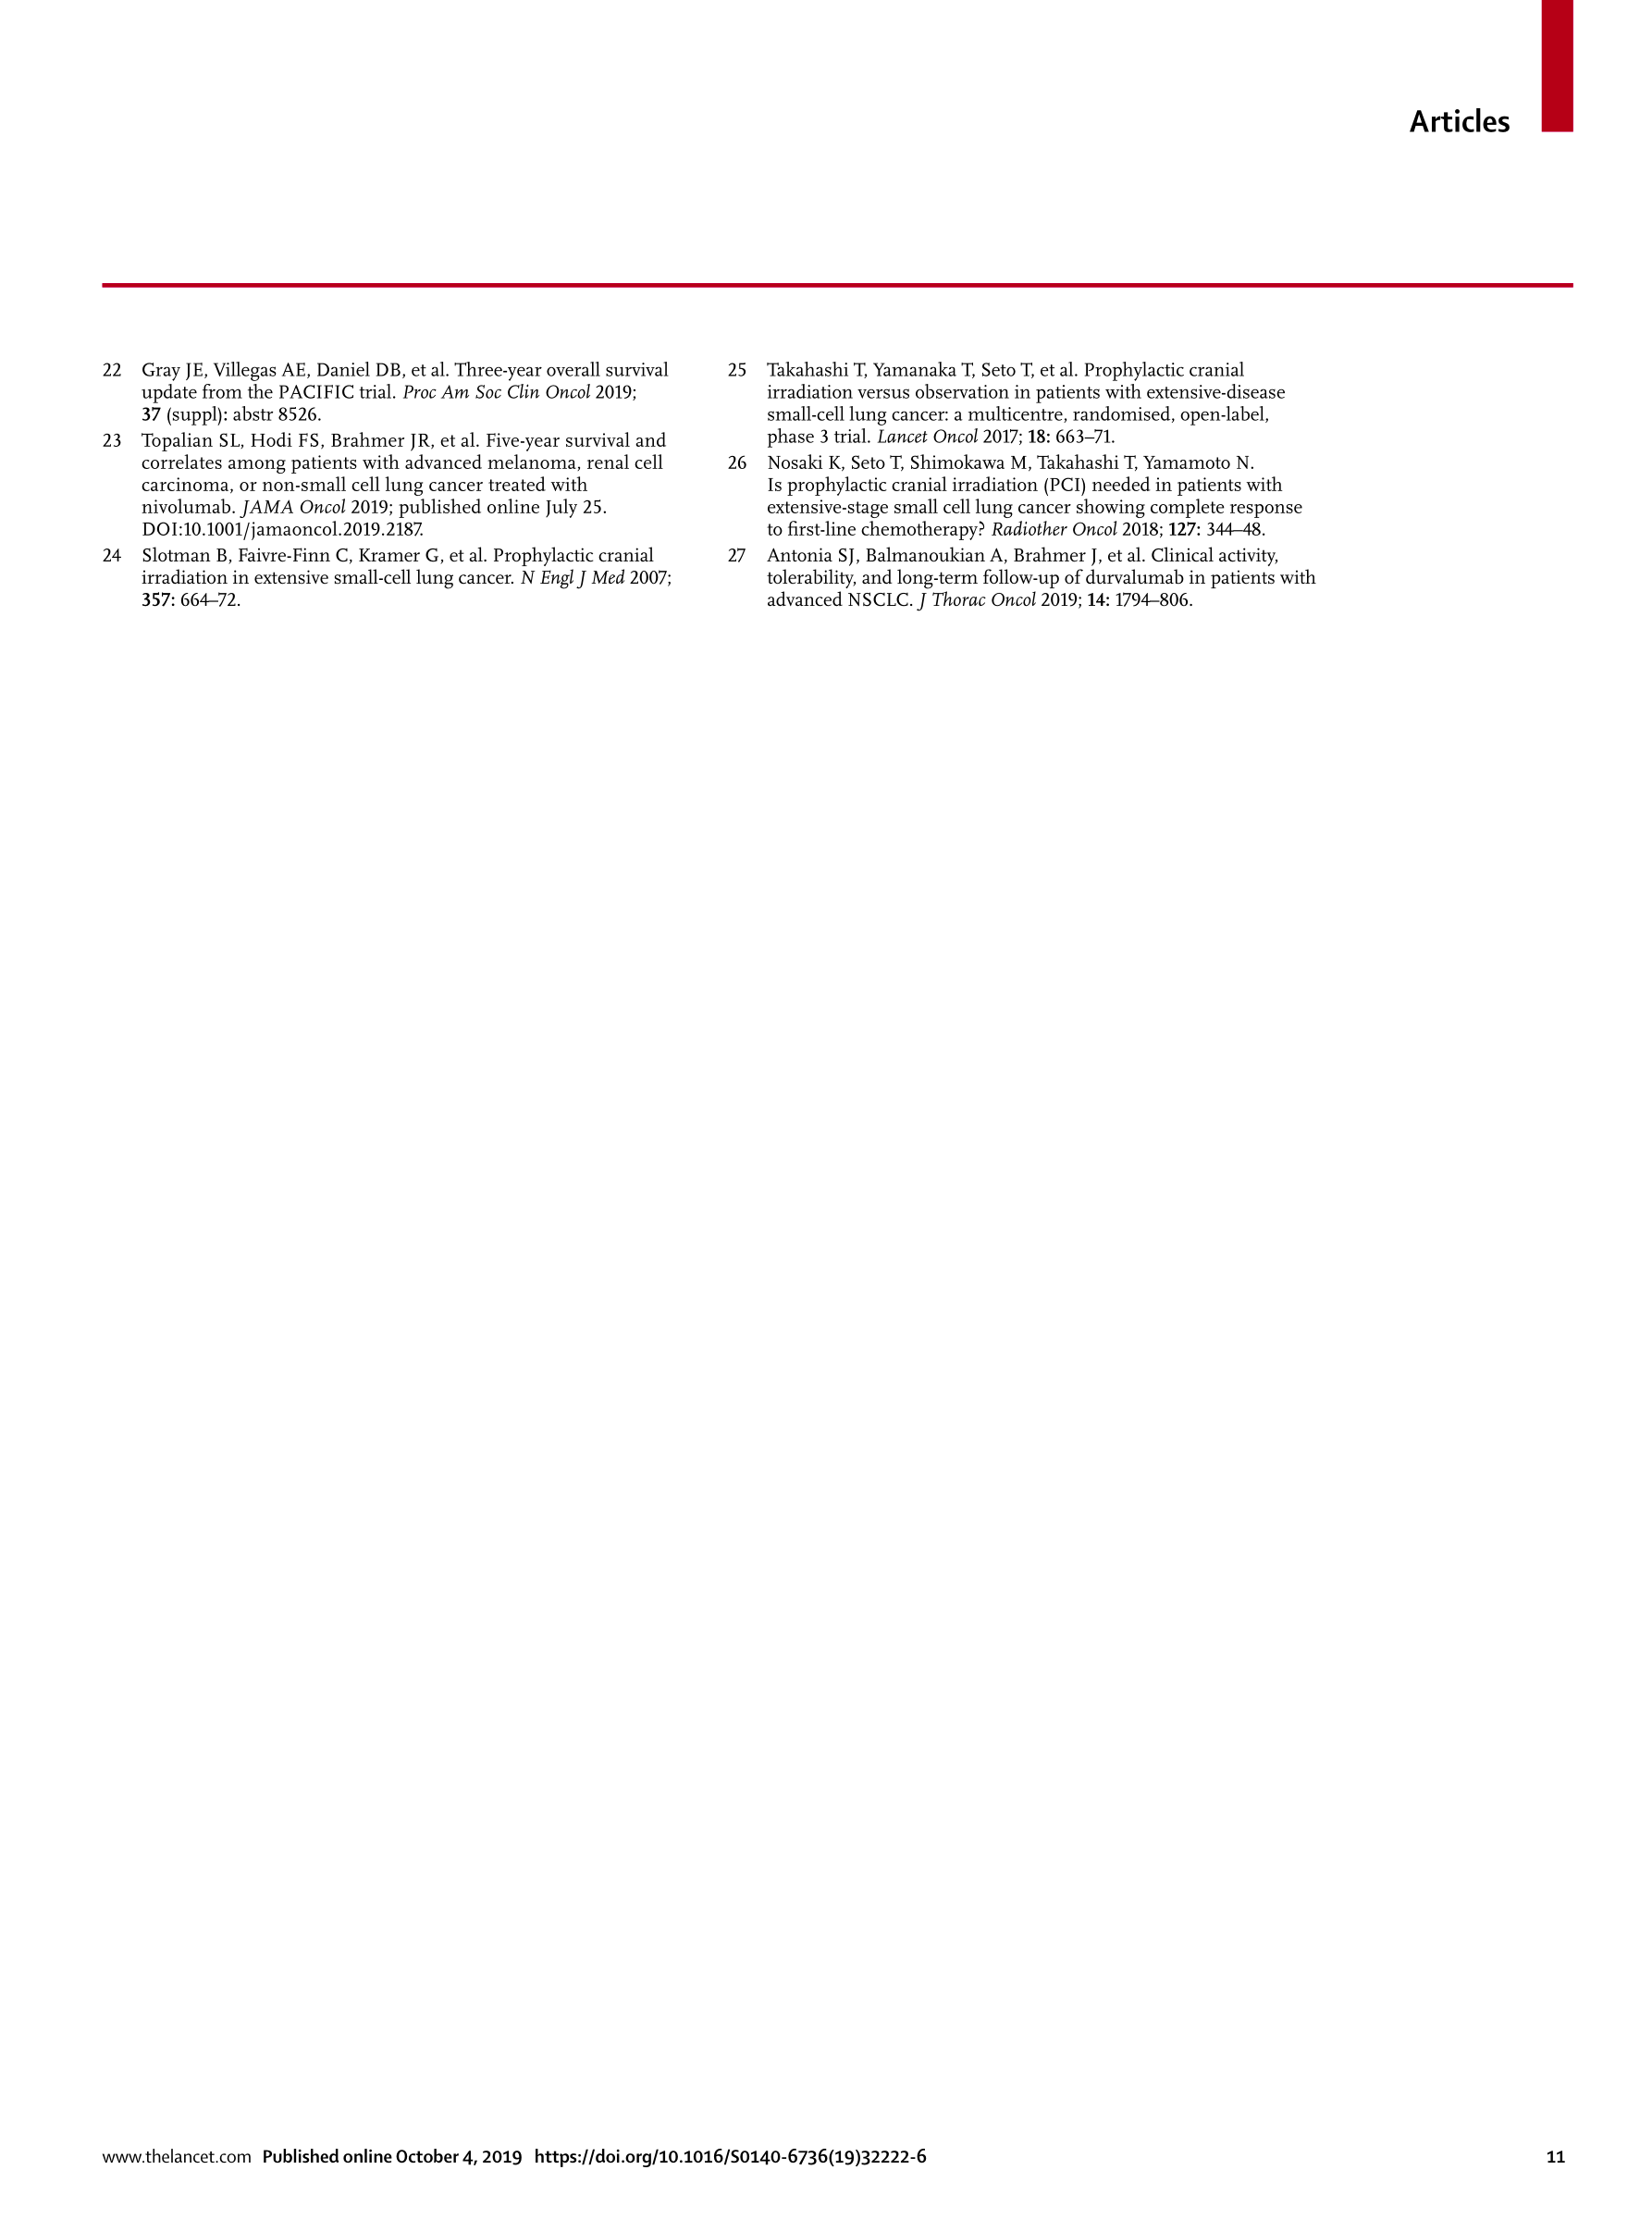 Articles
22 Gray JE, Villegas AE, Daniel DB, et al. Three-year overall survival
update from the PACIFIC trial. Proc Am Soc Clin Oncol 2019;
37 (suppl): abstr 8526.
23 Topalian SL, Hodi FS, Brahmer JR, et al. Five-year survival and
correlates among patients with advanced melanoma, renal cell
carcinoma, or non-small cell lung cancer treated with
nivolumab. JAMA Oncol 2019; published online July 25.
DOI:10.1001/jamaoncol.2019.2187.
24 Slotman B, Faivre-Finn C, Kramer G, et al. Prophylactic cranial
irradiation in extensive small-cell lung cancer. N Engl J Med 2007;
357: 664–72.
25 Takahashi T, Yamanaka T, Seto T, et al. Prophylactic cranial
irradiation versus observation in patients with extensive-disease
small-cell lung cancer: a multicentre, randomised, open-label,
phase 3 trial. Lancet Oncol 2017; 18: 663–71.
26 Nosaki K, Seto T, Shimokawa M, Takahashi T, Yamamoto N.
Is prophylactic cranial irradiation (PCI) needed in patients with
extensive-stage small cell lung cancer showing complete response
to first-line chemotherapy? Radiother Oncol 2018; 127: 344–48.
27 Antonia SJ, Balmanoukian A, Brahmer J, et al. Clinical activity,
tolerability, and long-term follow-up of durvalumab in patients with
advanced NSCLC. J Thorac Oncol 2019; 14: 1794–806.
www.thelancet.com Published online October 4, 2019 https://doi.org/10.1016/S0140-6736(19)32222-6 11